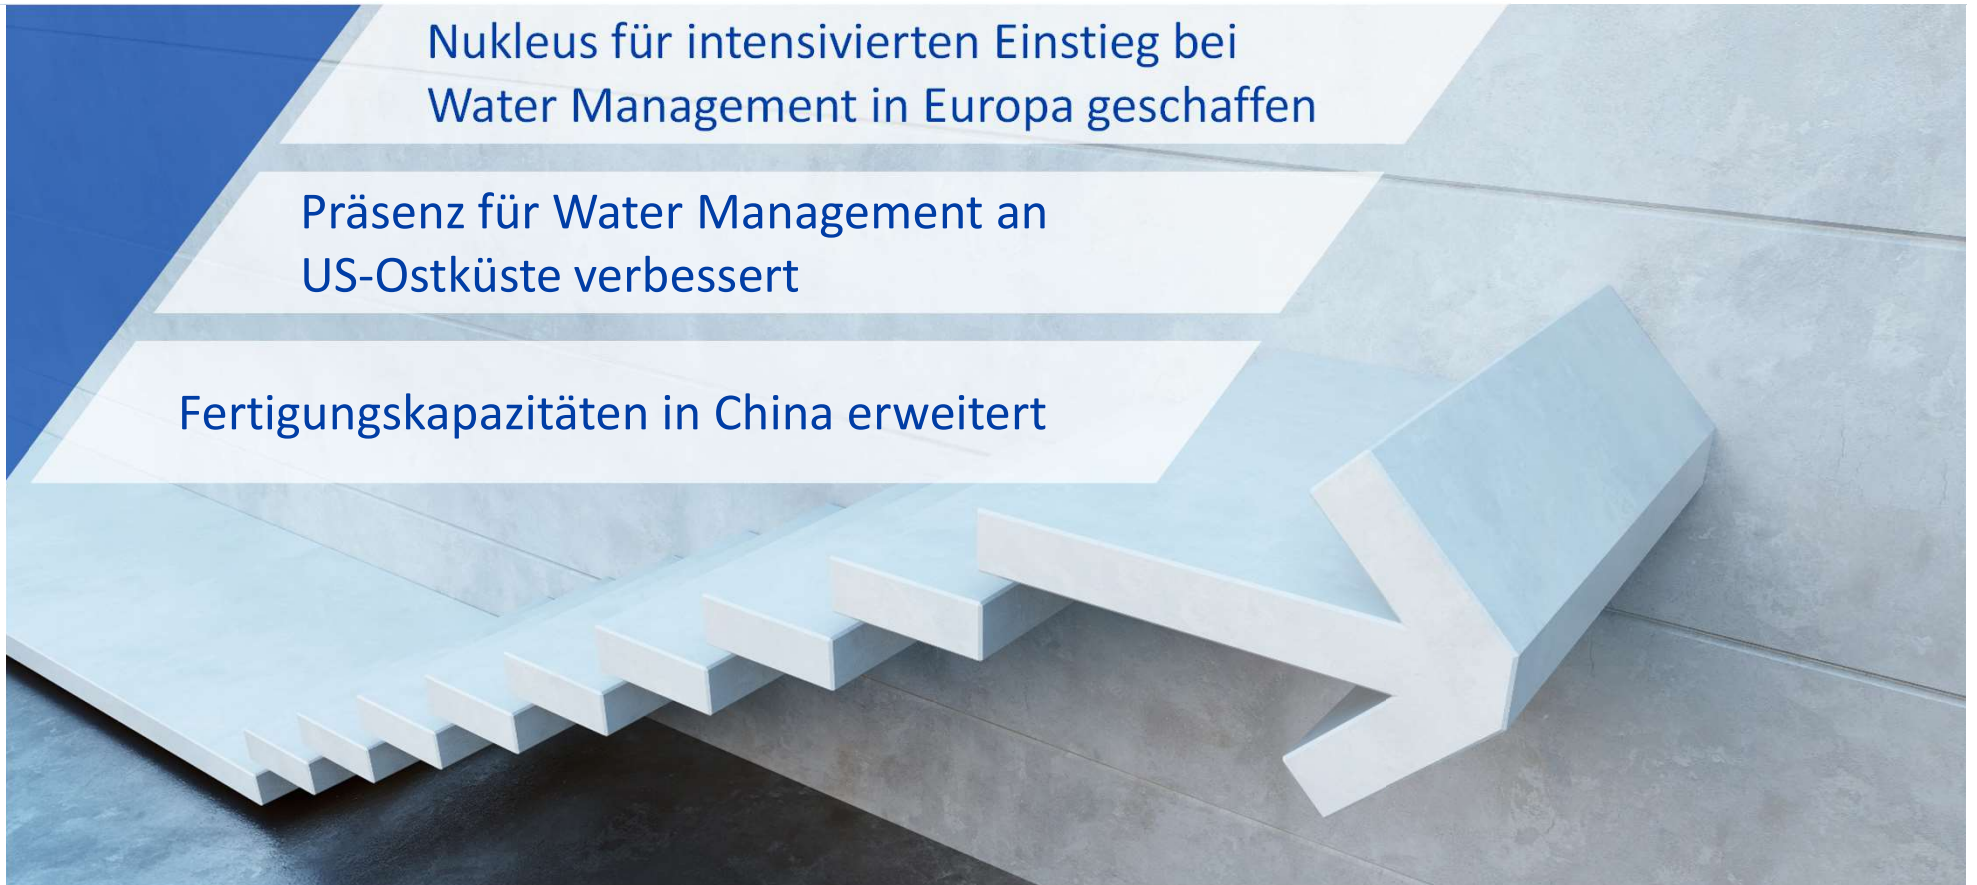 Nukleus für intensivierten Einstieg bei
Water Management in Europa geschaffen
Präsenz für Water Management an
US-Ostküste verbessert
Fertigungskapazitäten in China erweitert